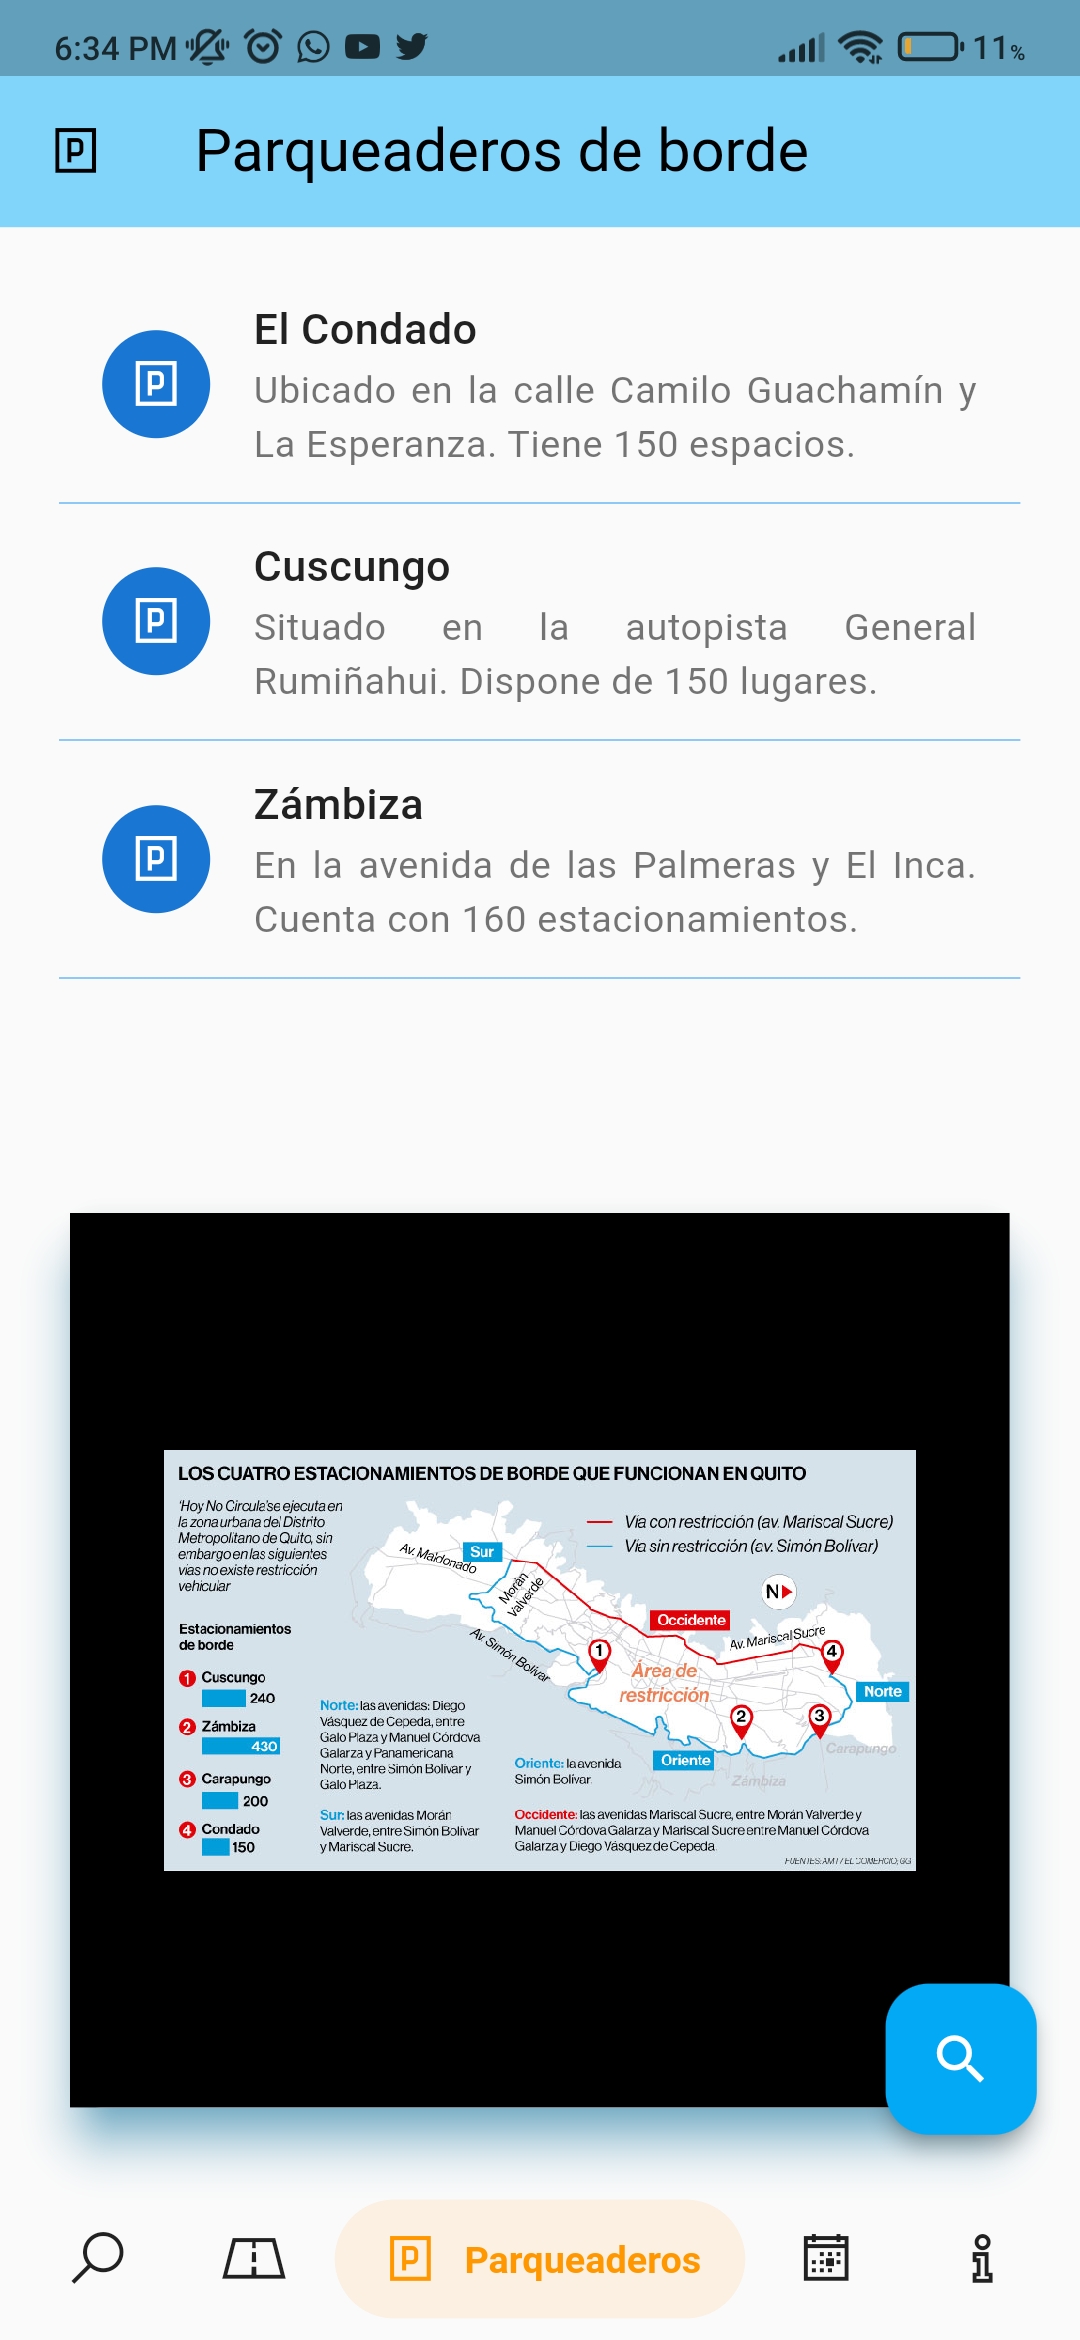 6:34 PM
11%
P
Parqueaderos de borde
P
El Condado
Ubicado en la calle Camilo Guachamín y
La Esperanza. Tiene 150 espacios.
P
Cuscungo
Situado en la autopista General
Rumiñahui. Dispone de 150 lugares.
P
Zámbiza
En la avenida de las Palmeras y El Inca.
Cuenta con 160 estacionamientos.
LOS CUATRO ESTACIONAMIENTOS DE BORDE QUE FUNCIONAN EN QUITO
'Hoy No Circula' se ejecuta en
la zona urbana del Distrito
Metropolitano de Quito, sin
embargo en las siguientes
vías no existe restricción
vehicular
Vía con restricción (av. Mariscal Sucre)
Vía sin restricción (av. Simón Bolívar)
N
Av. Maldonado
Sur
Morán
Valverde
Av. Simón Bolívar
Occidente
Av. Mariscal Sucre
1
4
Área de
restricción
2
3
Norte
Oriente
Carapungo
Zámbiza
Estacionamientos
de borde
1 Cuscungo
240
2 Zámbiza
430
3 Carapungo
200
4 Condado
150
Norte: las avenidas: Diego
Vásquez de Cepeda, entre
Galo Plaza y Manuel Córdova
Galarza y Panamericana
Norte, entre Simón Bolívar y
Galo Plaza.
Sur: las avenidas Morán
Valverde, entre Simón Bolívar
y Mariscal Sucre.
Oriente: la avenida
Simón Bolívar.
Occidente: las avenidas Mariscal Sucre, entre Morán Valverde y
Manuel Córdova Galarza y Mariscal Sucre entre Manuel Córdova
Galarza y Diego Vásquez de Cepeda.
FUENTES: AMT / EL COMERCIO; GG
P Parqueaderos